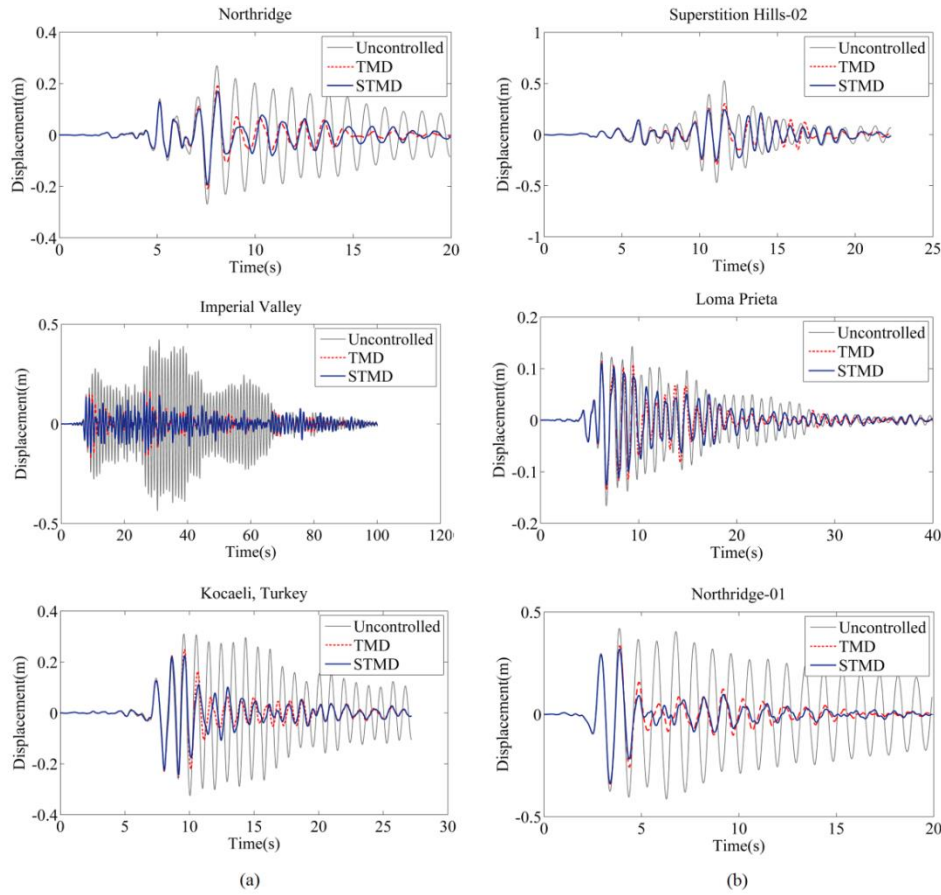 Northridge
Displacement(m)
0.4
0.2
0
-0.2
-0.4
Uncontrolled
TMD
STMD
0 5 10 15 20
Time(s)
Superstition Hills-02
Displacement(m)
1
0.5
0
-0.5
-1
Uncontrolled
TMD
STMD
0 5 10 15 20 25
Time(s)
Imperial Valley
Displacement(m)
0.5
0
-0.5
Uncontrolled
TMD
STMD
0 20 40 60 80 100 120
Time(s)
Loma Prieta
Displacement(m)
0.2
0.1
0
-0.1
-0.2
Uncontrolled
TMD
STMD
0 10 20 30 40
Time(s)
Kocaeli, Turkey
Displacement(m)
0.4
0.2
0
-0.2
-0.4
Uncontrolled
TMD
STMD
0 5 10 15 20 25 30
Time(s)
Northridge-01
Displacement(m)
0.5
0
-0.5
Uncontrolled
TMD
STMD
0 5 10 15 20
Time(s)
(a)
(b)